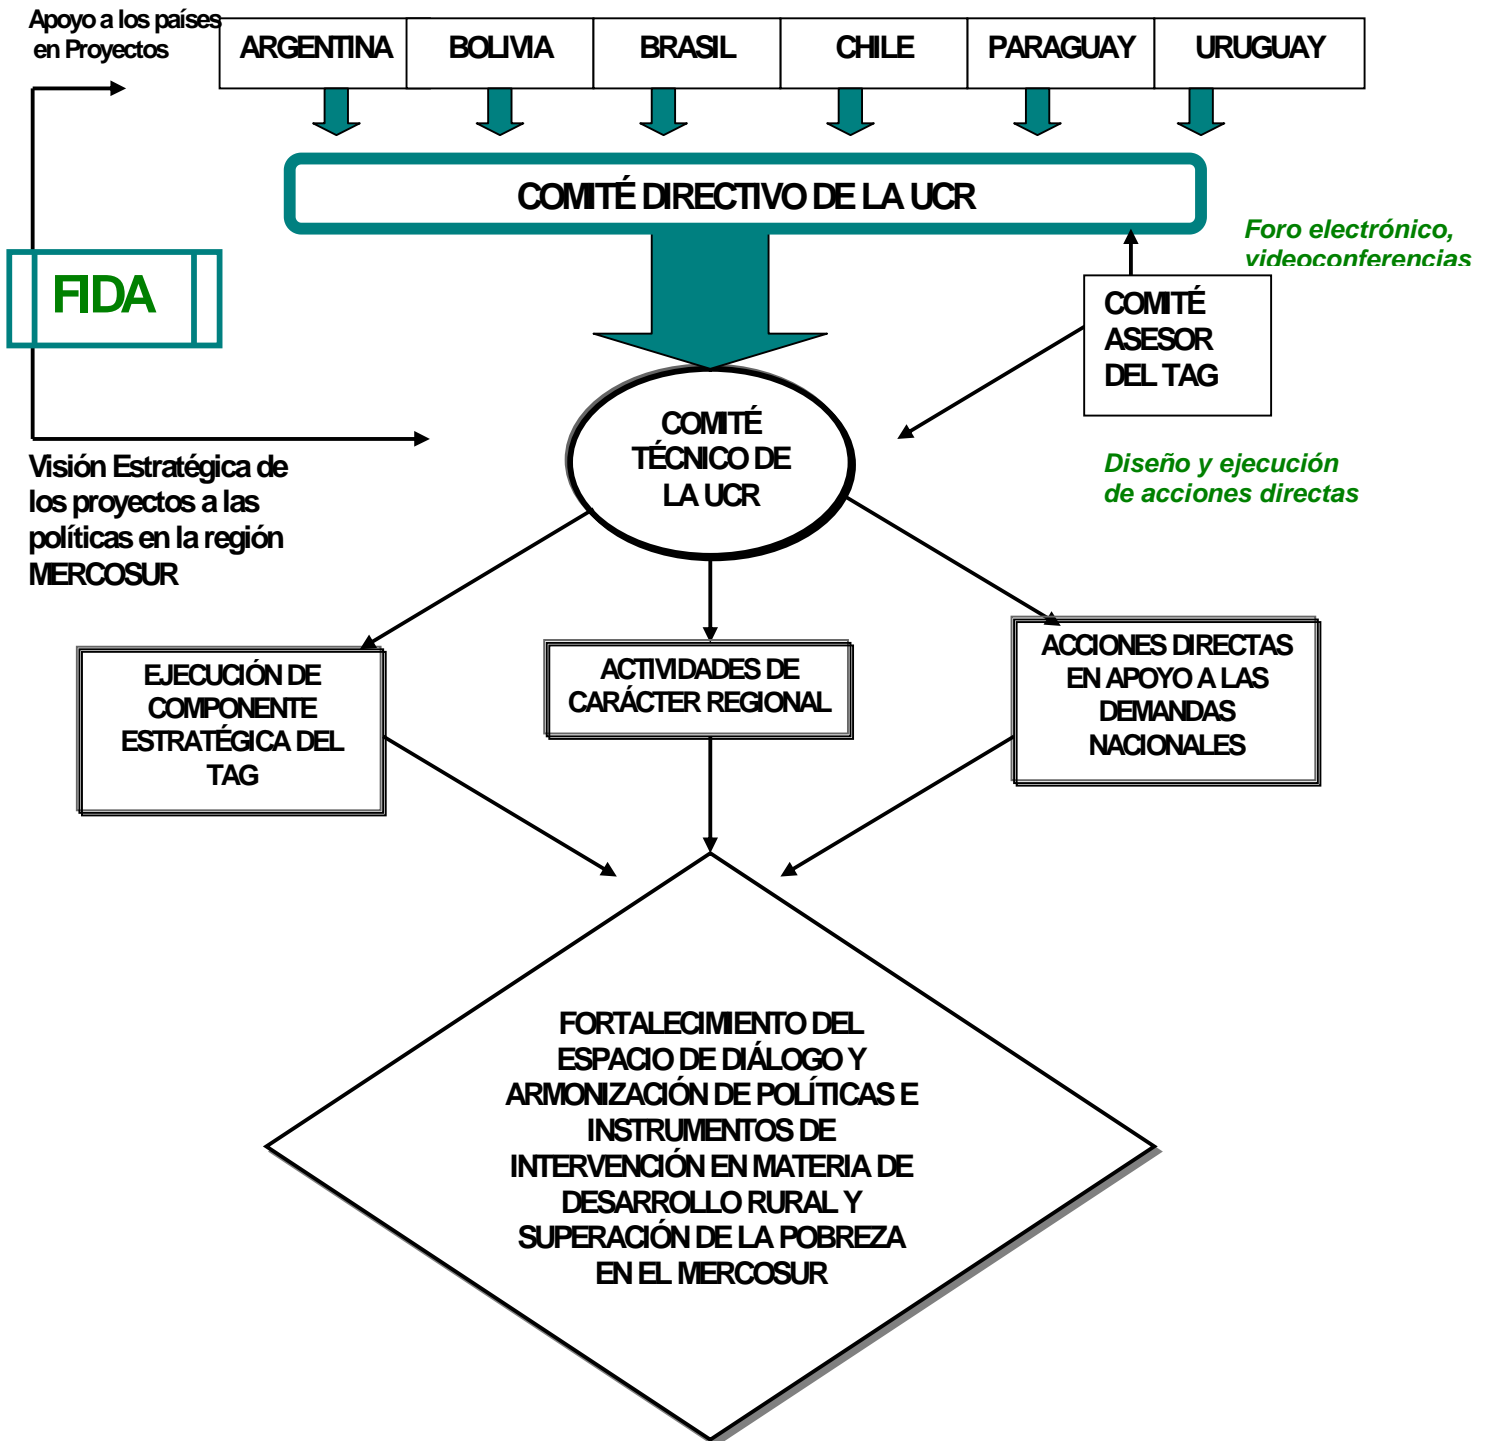 Apoyo a los países
en Proyectos
ARGENTINA
BOLIVIA
BRASIL
CHILE
PARAGUAY
URUGUAY
COMITÉ DIRECTIVO DE LA UCR
Foro electrónico,
videoconferencias
FIDA
COMITÉ
ASESOR
DEL TAG
COMITÉ
TÉCNICO DE
LA UCR
Visión Estratégica de
los proyectos a las
políticas en la región
MERCOSUR
Diseño y ejecución
de acciones directas
EJECUCIÓN DE
COMPONENTE
ESTRATÉGICA DEL
TAG
ACTIVIDADES DE
CARÁCTER REGIONAL
ACCIONES DIRECTAS
EN APOYO A LAS
DEMANDAS
NACIONALES
FORTALECIMIENTO DEL
ESPACIO DE DIÁLOGO Y
ARMONIZACIÓN DE POLÍTICAS E
INSTRUMENTOS DE
INTERVENCIÓN EN MATERIA DE
DESARROLLO RURAL Y
SUPERACIÓN DE LA POBREZA
EN EL MERCOSUR